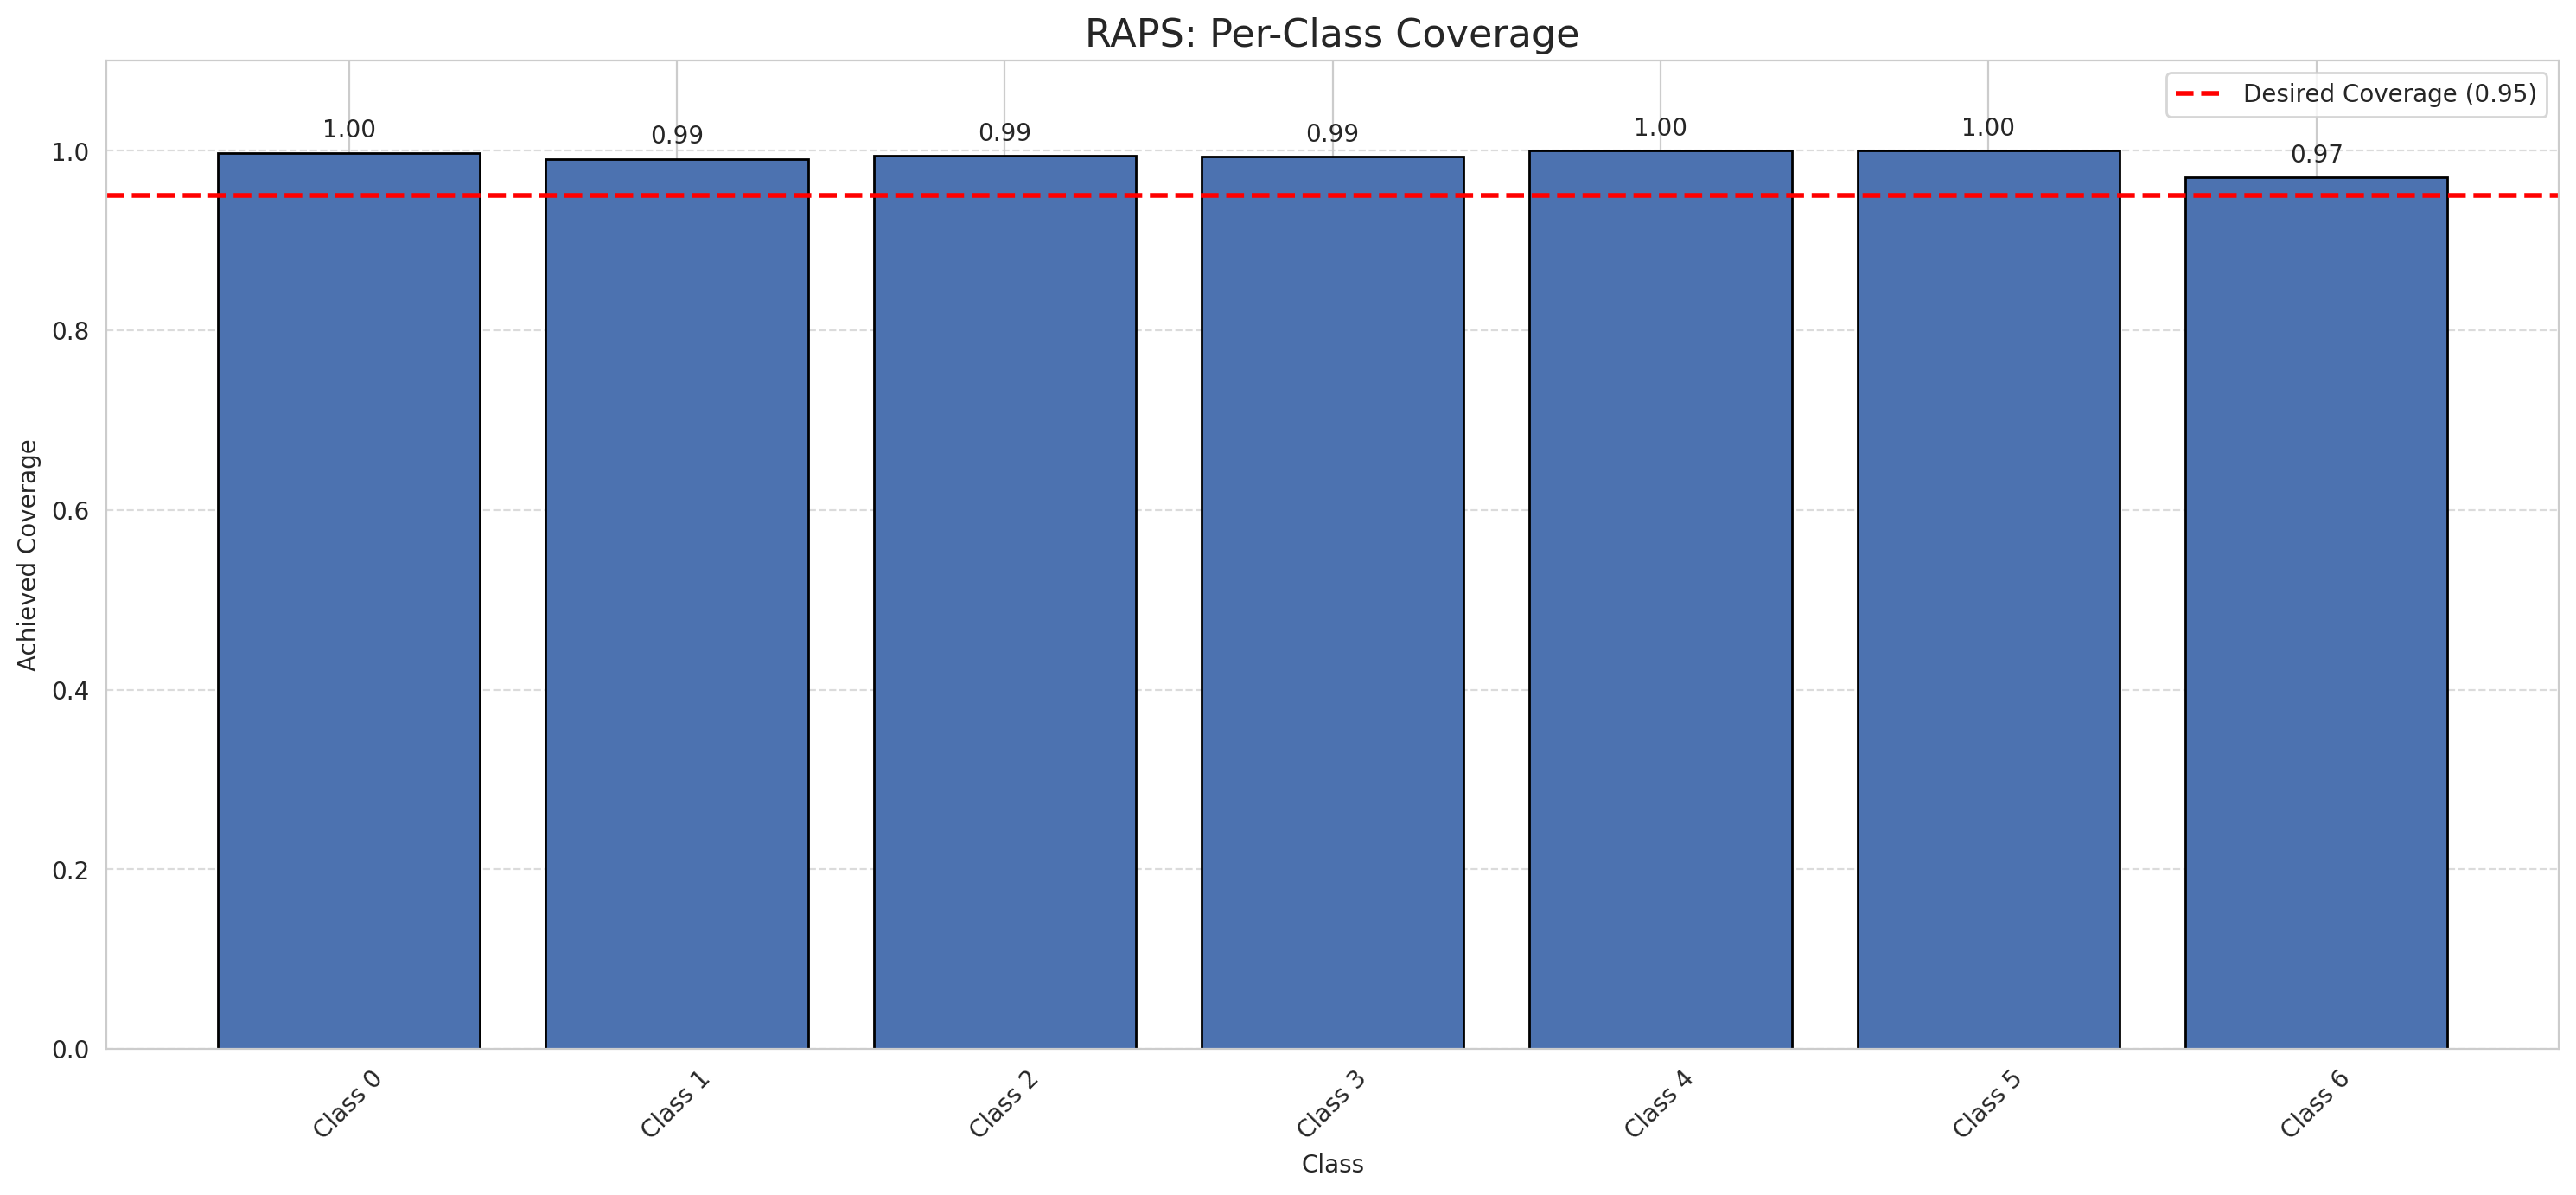 RAPS: Per-Class Coverage
Desired Coverage (0.95)
1.00
0.99
0.99
0.99
1.00
1.00
0.97
Achieved Coverage
1.0
0.8
0.6
0.4
0.2
0.0
Class 0
Class 1
Class 2
Class 3
Class 4
Class 5
Class 6
Class